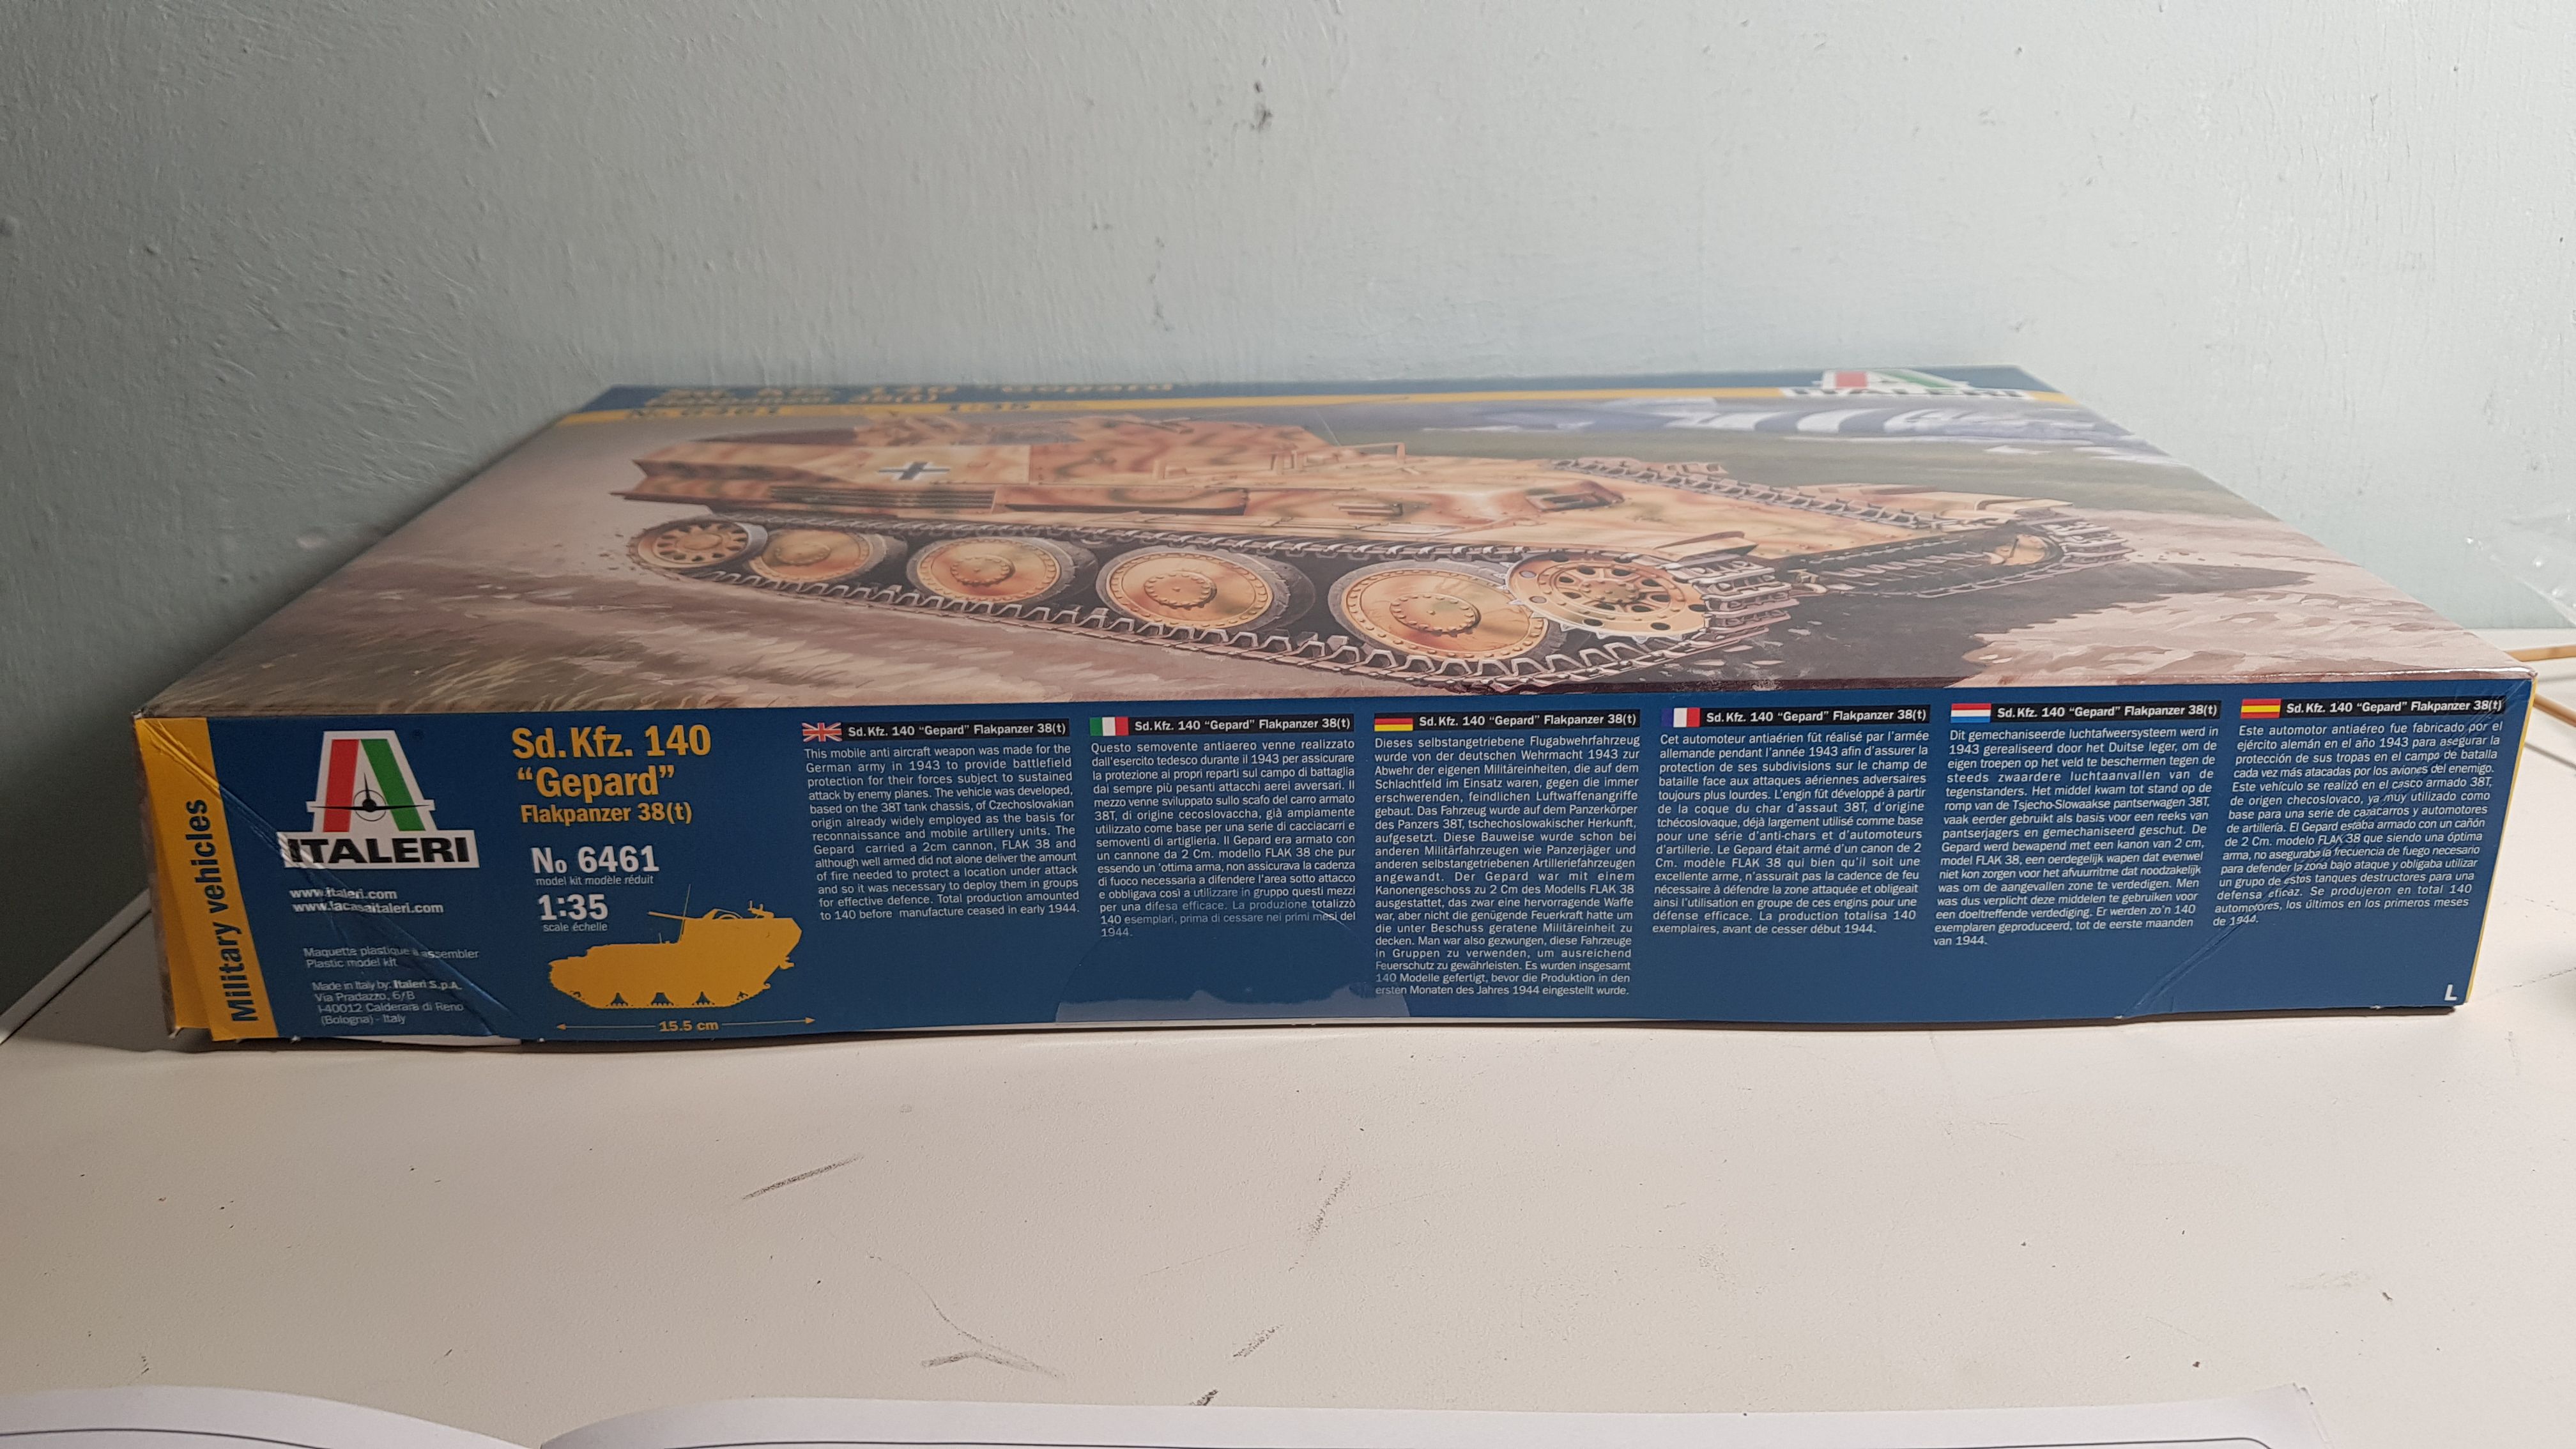 Sd. Kfz. 140 "Gepard"
Flakpanzer 38(t)
No 6461
1:35
ITALERI
Military vehicles
ITALERI
www.italeri.com
www.lacasaitaleri.com
Maquette plastique à assembler
Plastic model kit
Made in Italy by: Italeri S.p.A.
Via Pradazzo, 6/B
I-40012 Calderara di Reno
(Bologna) - Italy
Sd.Kfz. 140
"Gepard"
Flakpanzer 38(t)
No 6461
model kit modèle réduit
1:35
scale échelle
15.5 cm
Sd.Kfz. 140 "Gepard" Flakpanzer 38(t)
This mobile anti aircraft weapon was made for the
German army in 1943 to provide battlefield
protection for their forces subject to sustained
attack by enemy planes. The vehicle was developed,
based on the 38T tank chassis, of Czechoslovakian
origin already widely employed as the basis for
reconnaissance and mobile artillery units. The
Gepard carried a 2cm cannon, FLAK 38 and
although well armed did not alone deliver the amount
of fire needed to protect a location under attack
and so it was necessary to deploy them in groups
for effective defence. Total production amounted
to 140 before manufacture ceased in early 1944.
Sd.Kfz. 140 "Gepard" Flakpanzer 38(t)
Questo semovente antiaereo venne realizzato
dall'esercito tedesco durante il 1943 per assicurare
la protezione ai propri reparti sul campo di battaglia
dai sempre più pesanti attacchi aerei avversari. Il
mezzo venne sviluppato sullo scafo del carro armato
38T, di origine cecoslovaccha, già ampiamente
utilizzato come base per una serie di cacciacarri e
semoventi di artiglieria. Il Gepard era armato con
un cannone da 2 Cm. modello FLAK 38 che pur
essendo un 'ottima arma, non assicurava la cadenza
di fuoco necessaria a difendere l'area sotto attacco
e obbligava così a utilizzare in gruppo questi mezzi
per una difesa efficace. La produzione totalizzò
140 esemplari, prima di cessare nei primi mesi del
1944.
Sd.Kfz. 140 "Gepard" Flakpanzer 38(t)
Dieses selbstangetriebene Flugabwehrfahrzeug
wurde von der deutschen Wehrmacht 1943 zur
Abwehr der eigenen Militäreinheiten, die auf dem
Schlachtfeld im Einsatz waren, gegen die immer
erschwerenden, feindlichen Luftwaffenangriffe
gebaut. Das Fahrzeug wurde auf dem Panzerkörper
des Panzers 38T, tschechoslowakischer Herkunft,
aufgesetzt. Diese Bauweise wurde schon bei
anderen Militärfahrzeugen wie Panzerjäger und
anderen selbstangetriebenen Artilleriefahrzeugen
angewandt. Der Gepard war mit einem
Kanonengeschoss zu 2 Cm des Modells FLAK 38
ausgestattet, das zwar eine hervorragende Waffe
war, aber nicht die genügende Feuerkraft hatte um
die unter Beschuss geratene Militäreinheit zu
decken. Man war also gezwungen, diese Fahrzeuge
in Gruppen zu verwenden, um ausreichend
Feuerschutz zu gewährleisten. Es wurden insgesamt
140 Modelle gefertigt, bevor die Produktion in den
ersten Monaten des Jahres 1944 eingestellt wurde.
Sd.Kfz. 140 "Gepard" Flakpanzer 38(t)
Cet automoteur antiaérien fût réalisé par l'armée
allemande pendant l'année 1943 afin d'assurer la
protection de ses subdivisions sur le champ de
bataille face aux attaques aériennes adversaires
toujours plus lourdes. L'engin fût développé à partir
de la coque du char d'assaut 38T, d'origine
tchécoslovaque, déjà largement utilisé comme base
pour une série d'anti-chars et d'automoteurs
d'artillerie. Le Gepard était armé d'un canon de 2
Cm. modèle FLAK 38 qui bien qu'il soit une
excellente arme, n'assurait pas la cadence de feu
nécessaire à défendre la zone attaquée et obligeait
ainsi l'utilisation en groupe de ces engins pour une
défense efficace. La production totalisa 140
exemplaires, avant de cesser début 1944.
Sd.Kfz. 140 "Gepard" Flakpanzer 38(t)
Dit gemechaniseerde luchtafweersysteem werd in
1943 gerealiseerd door het Duitse leger, om de
eigen troepen op het veld te beschermen tegen de
steeds zwaardere luchtaanvallen van de
tegenstanders. Het middel kwam tot stand op de
romp van de Tsjecho-Slowaakse pantserwagen 38T,
vaak eerder gebruikt als basis voor een reeks van
pantserjagers en gemechaniseerd geschut. De
Gepard werd bewapend met een kanon van 2 cm,
model FLAK 38, een oerdegelijk wapen dat evenwel
niet kon zorgen voor het afvuurritme dat noodzakelijk
was om de aangevallen zone te verdedigen. Men
was dus verplicht deze middelen te gebruiken voor
een doeltreffende verdediging. Er werden zo'n 140
exemplaren geproduceerd, tot de eerste maanden
van 1944.
Sd.Kfz. 140 "Gepard" Flakpanzer 38(t)
Este automotor antiaéreo fue fabricado por el
ejército alemán en el año 1943 para asegurar la
protección de sus tropas en el campo de batalla
cada vez más atacadas por los aviones del enemigo.
Este vehículo se realizó en el casco armado 38T,
de origen checoslovaco, ya muy utilizado como
base para una serie de cazacarros y automotores
de artillería. El Gepard estaba armado con un cañón
de 2 Cm. modelo FLAK 38 que siendo una óptima
arma, no aseguraba la frecuencia de fuego necesario
para defender la zona bajo ataque y obligaba utilizar
un grupo de estos tanques destructores para una
defensa eficaz. Se produjeron en total 140
automotores, los últimos en los primeros meses
de 1944.
L